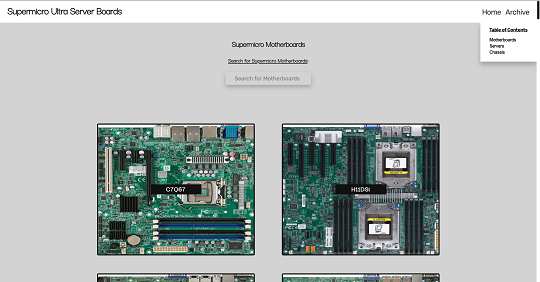 Supermicro Ultra Server Boards
Home Archive
Table of Contents
Motherboards
Servers
Chassis
Supermicro Motherboards
Search for Supermicro Motherboards
Search for Motherboards
C7Q67
H11DSi